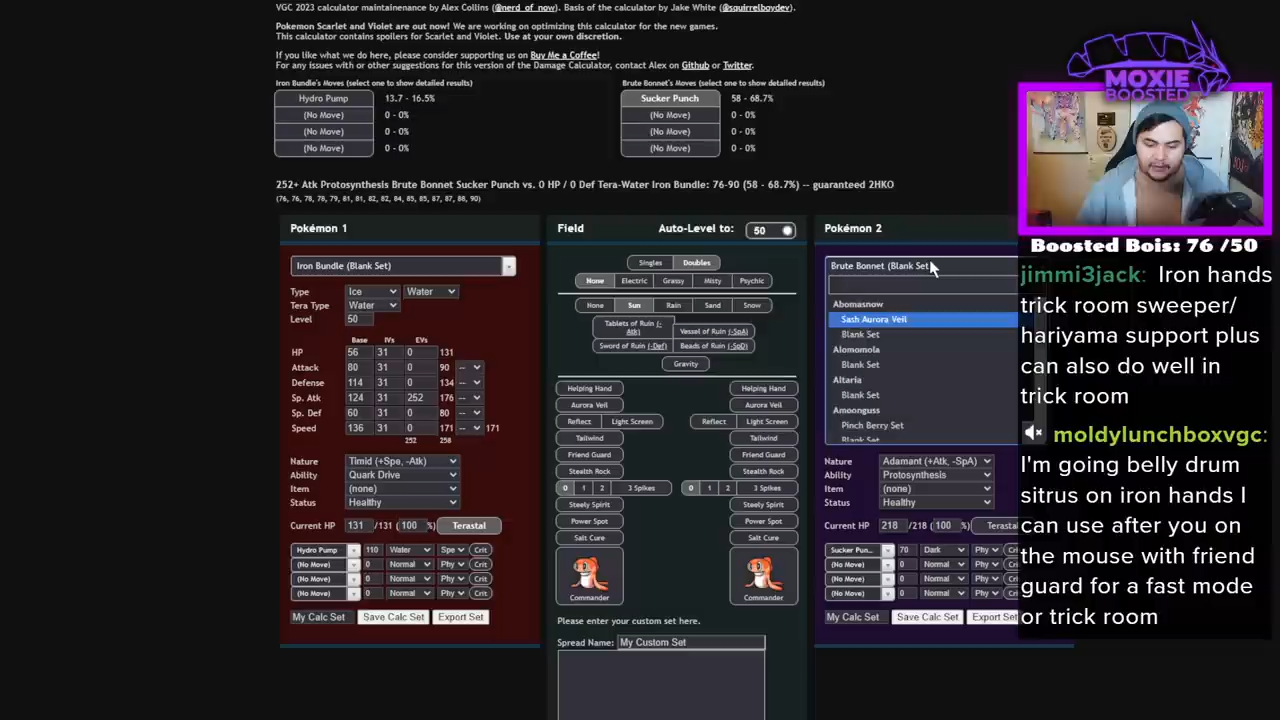 VGC 2023 calculator maintainenance by Alex Collins (@nerd_of_now). Basis of the calculator by Jake White (@squirrelboydev).
Pokemon Scarlet and Violet are out now! We are working on optimizing this calculator for the new games.
This calculator contains spoilers for Scarlet and Violet. Use at your own discretion.
If you like what we do here, please consider supporting us on Buy Me a Coffee!
For any issues with or other suggestions for this version of the Damage Calculator, contact Alex on Github or Twitter.
Iron Bundle's Moves (select one to show detailed results)
Hydro Pump 13.7 - 16.5%
(No Move) 0 - 0%
(No Move) 0 - 0%
(No Move) 0 - 0%
Brute Bonnet's Moves (select one to show detailed results)
Sucker Punch 58 - 68.7%
(No Move) 0 - 0%
(No Move) 0 - 0%
(No Move) 0 - 0%
252+ Atk Protosynthesis Brute Bonnet Sucker Punch vs. 0 HP / 0 Def Tera-Water Iron Bundle: 76-90 (58 - 68.7%) -- guaranteed 2HKO
(76, 76, 78, 78, 79, 81, 81, 82, 82, 84, 85, 85, 87, 87, 88, 90)
Pokémon 1
Iron Bundle (Blank Set)
Type Ice Water
Tera Type Water
Level 50
Base IVs EVs
HP 56 31 0 131
Attack 80 31 0 90 --
Defense 114 31 0 134 --
Sp. Atk 124 31 252 176 --
Sp. Def 60 31 0 80 --
Speed 136 31 0 171 -- 171
252 258
Nature Timid (+Spe, -Atk)
Ability Quark Drive
Item (none)
Status Healthy
Current HP 131 /131 ( 100 %) Terastal
Hydro Pump 110 Water Spe Crit
(No Move) 0 Normal Phy Crit
(No Move) 0 Normal Phy Crit
(No Move) 0 Normal Phy Crit
My Calc Set Save Calc Set Export Set
Field Auto-Level to: 50
Singles Doubles
None Electric Grassy Misty Psychic
None Sun Rain Sand Snow
Tablets of Ruin (-Atk) Vessel of Ruin (-SpA)
Sword of Ruin (-Def) Beads of Ruin (-SpD)
Gravity
Helping Hand Helping Hand
Aurora Veil Aurora Veil
Reflect Light Screen Reflect Light Screen
Tailwind Tailwind
Friend Guard Friend Guard
Stealth Rock Stealth Rock
0 1 2 3 Spikes 0 1 2 3 Spikes
Steely Spirit Steely Spirit
Power Spot Power Spot
Salt Cure Salt Cure
Commander Commander
Please enter your custom set here.
Spread Name: My Custom Set
Pokémon 2
Brute Bonnet (Blank Set)
Abomasnow
Sash Aurora Veil
Blank Set
Alomomola
Blank Set
Altaria
Blank Set
Amoonguss
Pinch Berry Set
Blank Set
Nature Adamant (+Atk, -SpA)
Ability Protosynthesis
Item (none)
Status Healthy
Current HP 218 /218 ( 100 %) Terasta
Sucker Pun... 70 Dark Phy Crit
(No Move) 0 Normal Phy Crit
(No Move) 0 Normal Phy Crit
(No Move) 0 Normal Phy Crit
My Calc Set Save Calc Set Export Set
MOXIE
BOOSTED
Boosted Bois: 76 /50
jimmi3jack: Iron hands
trick room sweeper/
hariyama support plus
can also do well in
trick room
moldylunchboxvgc:
I'm going belly drum
sitrus on iron hands I
can use after you on
the mouse with friend
guard for a fast mode
or trick room